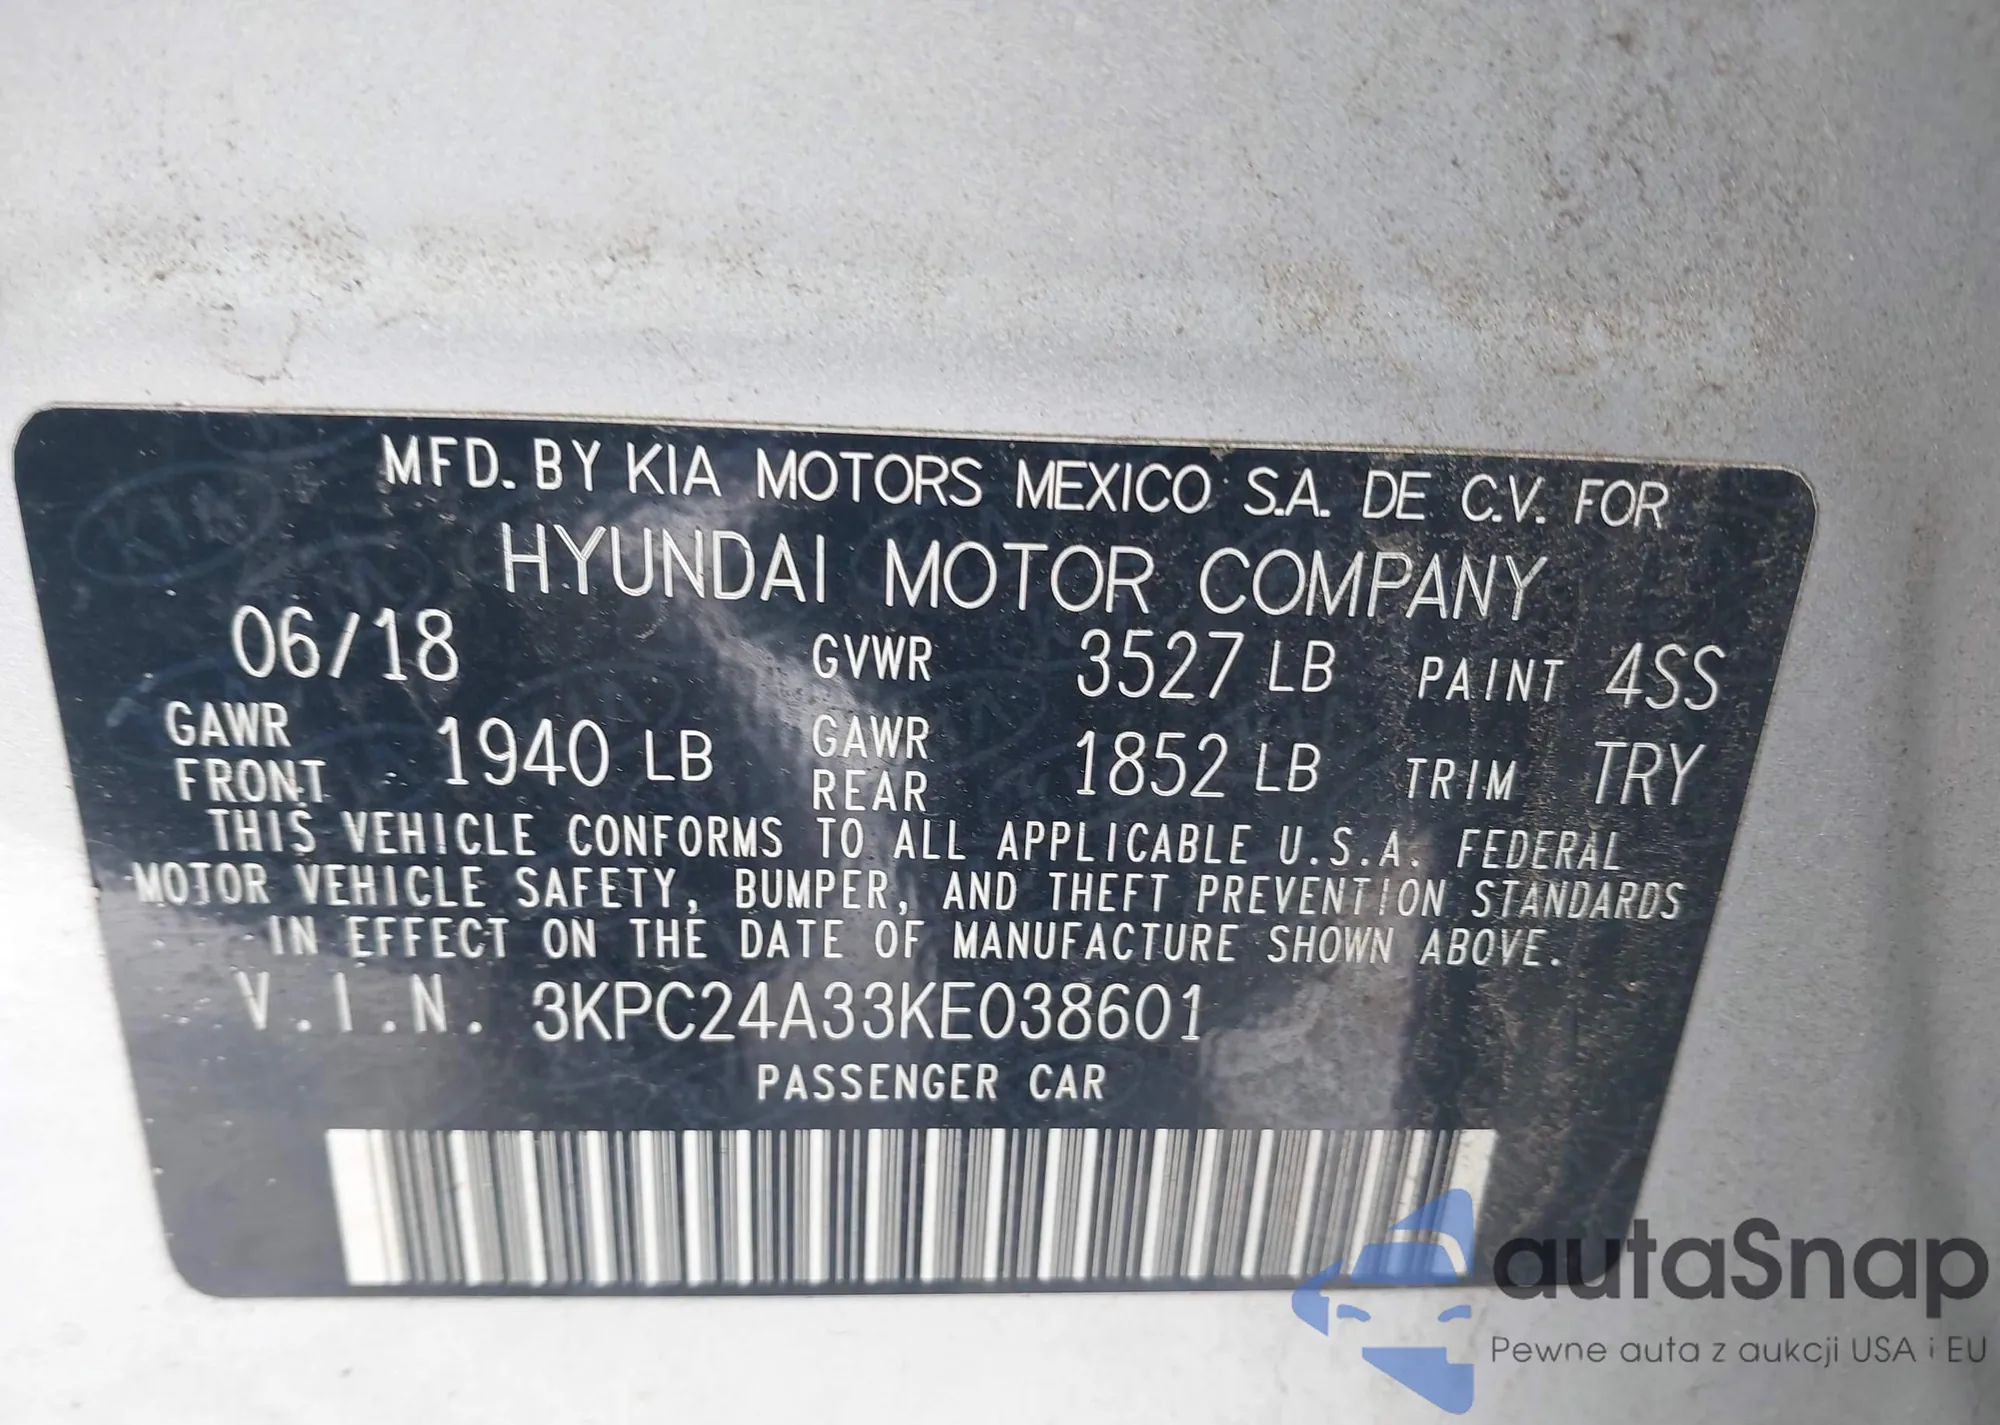 MFD. BY KIA MOTORS MEXICO S.A. DE C.V. FOR
HYUNDAI MOTOR COMPANY
06/18 GVWR 3527 LB PAINT 4SS
GAWR FRONT 1940 LB GAWR REAR 1852 LB TRIM TRY
THIS VEHICLE CONFORMS TO ALL APPLICABLE U.S.A. FEDERAL
MOTOR VEHICLE SAFETY, BUMPER, AND THEFT PREVENTION STANDARDS
IN EFFECT ON THE DATE OF MANUFACTURE SHOWN ABOVE.
V.I.N. 3KPC24A33KE038601
PASSENGER CAR
autaSnap
Pewne auta z aukcji USA i EU